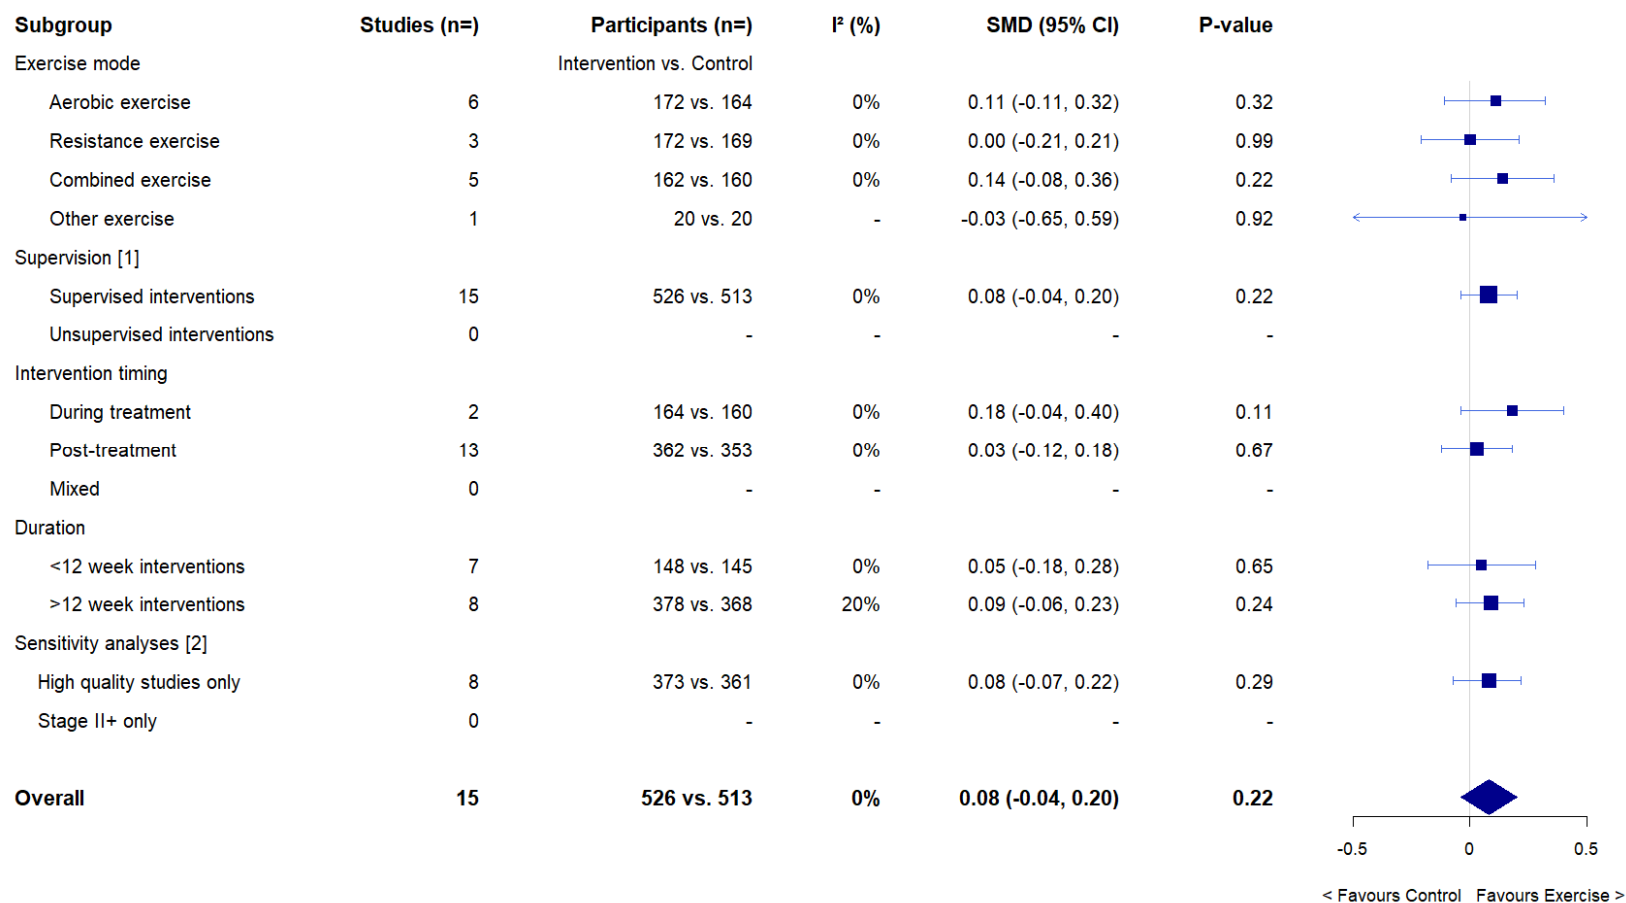 Subgroup Studies (n=) Participants (n=) I² (%) SMD (95% CI) P-value
Exercise mode Intervention vs. Control
Aerobic exercise 6 172 vs. 164 0% 0.11 (-0.11, 0.32) 0.32
Resistance exercise 3 172 vs. 169 0% 0.00 (-0.21, 0.21) 0.99
Combined exercise 5 162 vs. 160 0% 0.14 (-0.08, 0.36) 0.22
Other exercise 1 20 vs. 20 - -0.03 (-0.65, 0.59) 0.92
Supervision [1]
Supervised interventions 15 526 vs. 513 0% 0.08 (-0.04, 0.20) 0.22
Unsupervised interventions 0 - - - -
Intervention timing
During treatment 2 164 vs. 160 0% 0.18 (-0.04, 0.40) 0.11
Post-treatment 13 362 vs. 353 0% 0.03 (-0.12, 0.18) 0.67
Mixed 0 - - - -
Duration
<12 week interventions 7 148 vs. 145 0% 0.05 (-0.18, 0.28) 0.65
>12 week interventions 8 378 vs. 368 20% 0.09 (-0.06, 0.23) 0.24
Sensitivity analyses [2]
High quality studies only 8 373 vs. 361 0% 0.08 (-0.07, 0.22) 0.29
Stage II+ only 0 - - - -
Overall 15 526 vs. 513 0% 0.08 (-0.04, 0.20) 0.22
-0.5 0 0.5
< Favours Control Favours Exercise >